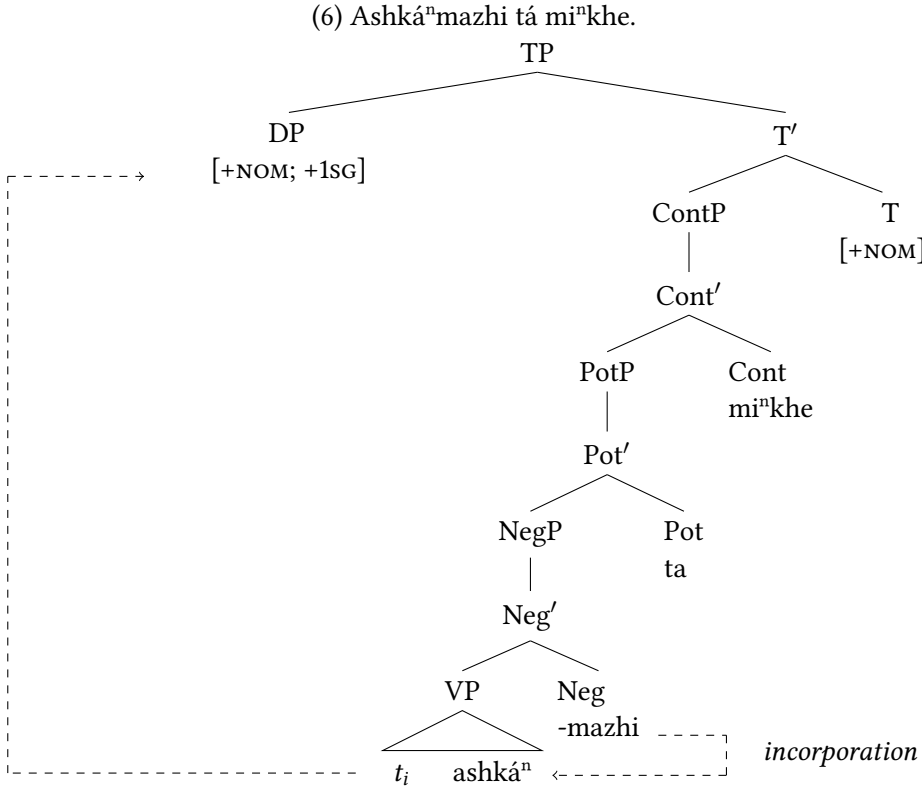 (6) Ashkáⁿmazhi tá miⁿkhe.
TP
DP T′
[+NOM; +1SG]
ContP T
[+NOM]
Cont′
PotP Cont
miⁿkhe
Pot′
NegP Pot
ta
Neg′
VP Neg
-mazhi
incorporation
tᵢ ashkáⁿ